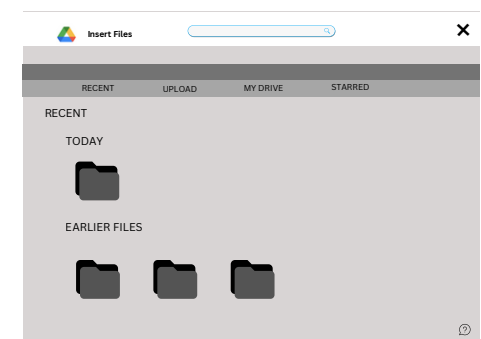 Insert Files
RECENT UPLOAD MY DRIVE STARRED
RECENT
TODAY
EARLIER FILES
?